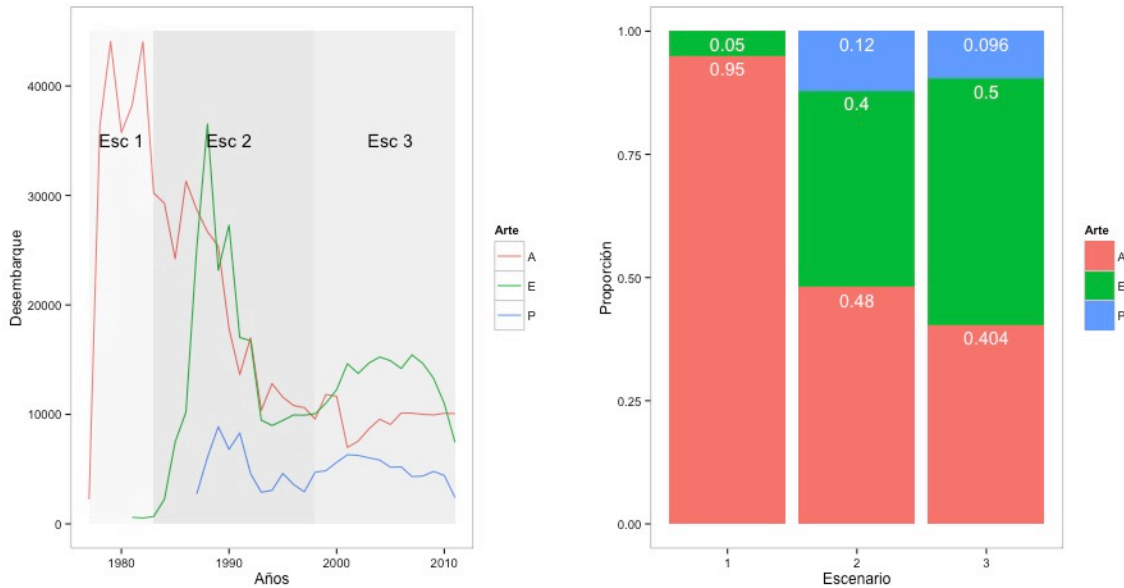 40000
30000
20000
10000
0
Desembarque
Esc 1
Esc 2
Esc 3
1980
1990
2000
2010
Años
Arte
A
E
P
1.00
0.75
0.50
0.25
0.00
Proporción
0.05
0.95
0.12
0.4
0.48
0.096
0.5
0.404
1
2
3
Escenario
Arte
A
E
P